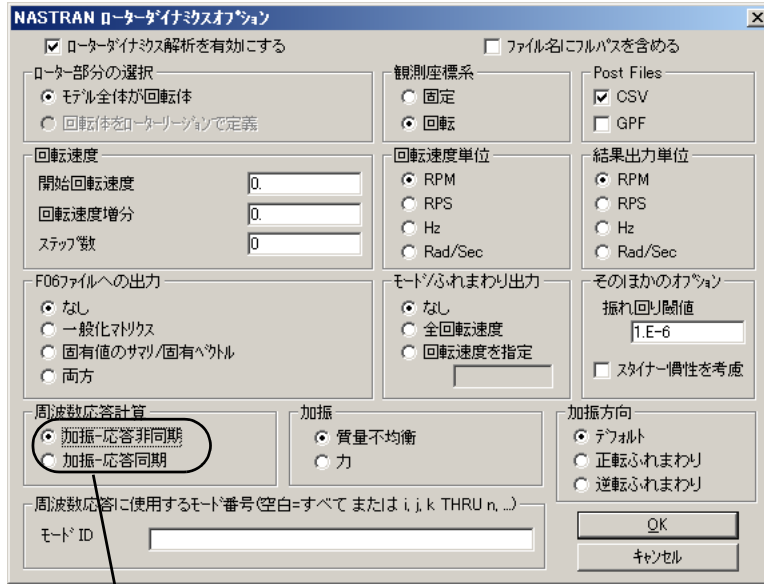 NASTRAN ローターダイナミクスオプション
ローターダイナミクス解析を有効にする
ファイル名にフルパスを含める
ローター部分の選択
モデル全体が回転体
回転体をローターリージョンで定義
観測座標系
固定
回転
Post Files
CSV
GPF
回転速度
開始回転速度 0.
回転速度増分 0.
ステップ数 0
回転速度単位
RPM
RPS
Hz
Rad/Sec
結果出力単位
RPM
RPS
Hz
Rad/Sec
F06ファイルへの出力
なし
一般化マトリクス
固有値のサマリ/固有ベクトル
両方
モード/ふれまわり出力
なし
全回転速度
回転速度を指定
そのほかのオプション
振れ回り閾値
1.E-6
スタイナー慣性を考慮
周波数応答計算
加振-応答非同期
加振-応答同期
加振
質量不均衡
力
加振方向
デフォルト
正転ふれまわり
逆転ふれまわり
周波数応答に使用するモード番号(空白=すべて または i, j, k THRU n, ...)
モード ID
OK
キャンセル